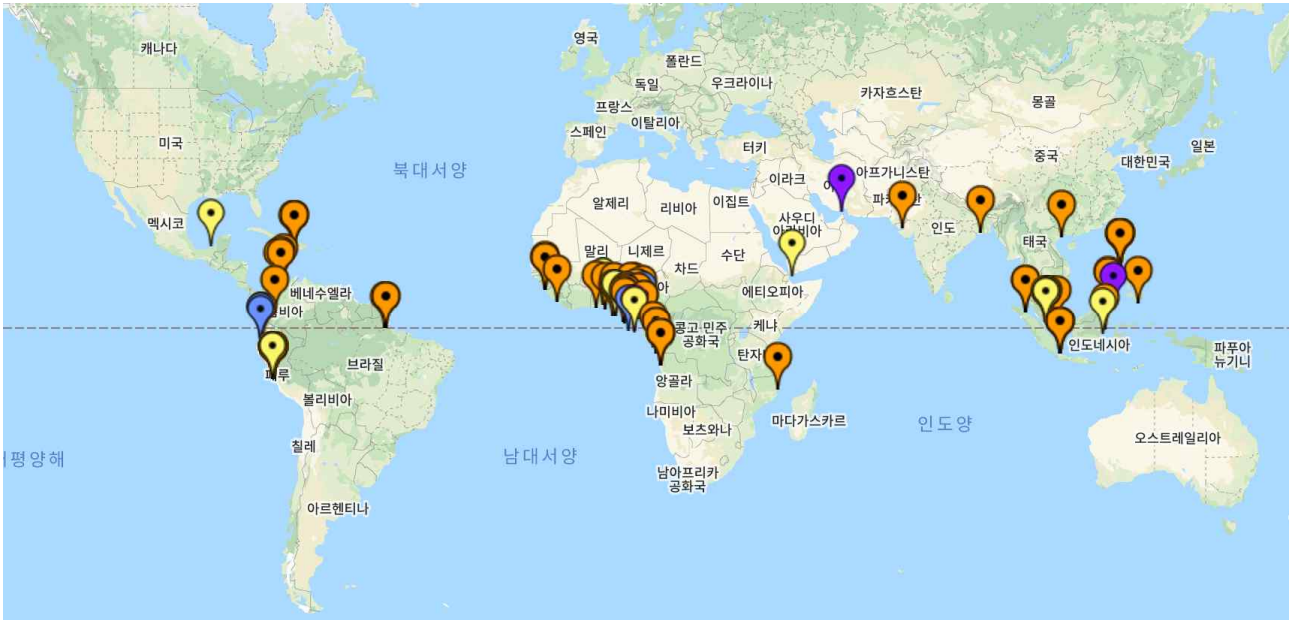 캐나다
미국
멕시코
북대서양
영국
폴란드
독일
우크라이나
프랑스
이탈리아
스페인
터키
카자흐스탄
몽골
중국
대한민국
일본
알제리
리비아
이집트
이라크
아프가니스탄
사우디
아라비아
인도
태국
말리
니제르
차드
수단
에티오피아
베네수엘라
케냐
콩고 민주
공화국
브라질
페루
볼리비아
칠레
아르헨티나
앙골라
나미비아
보츠와나
남아프리카
공화국
마다가스카르
인도양
남대서양
인도네시아
파푸아
뉴기니
오스트레일리아